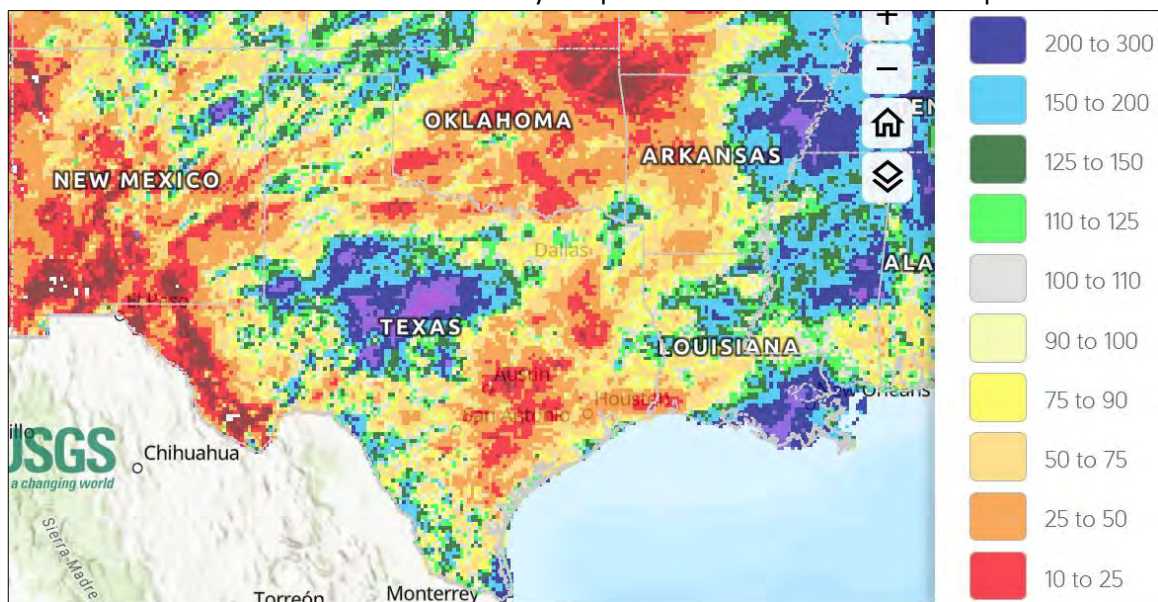 +
−
OKLAHOMA
TEN
ARKANSAS
NEW MEXICO
Dallas
ALA
El Paso
TEXAS
LOUISIANA
Austin
New Orleans
Houston
San Antonio
USGS
a changing world
Chihuahua
Sierra Madre
Torreón
Monterrey
200 to 300
150 to 200
125 to 150
110 to 125
100 to 110
90 to 100
75 to 90
50 to 75
25 to 50
10 to 25